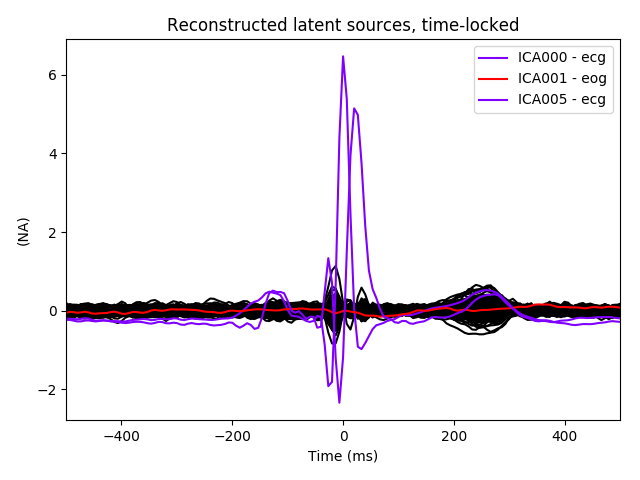 Reconstructed latent sources, time-locked
ICA000 - ecg
ICA001 - eog
ICA005 - ecg
(NA)
6
4
2
0
−2
−400
−200
0
200
400
Time (ms)